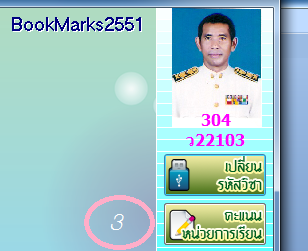 BookMarks2551
304
ว22103
เปลี่ยน
รหัสวิชา
3
คะแนน
หน่วยการเรียน